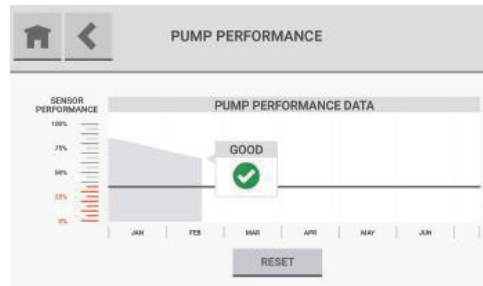 PUMP PERFORMANCE
SENSOR
PERFORMANCE
PUMP PERFORMANCE DATA
100%
75%
50%
25%
0%
GOOD
JAN FEB MAR APR MAY JUN
RESET